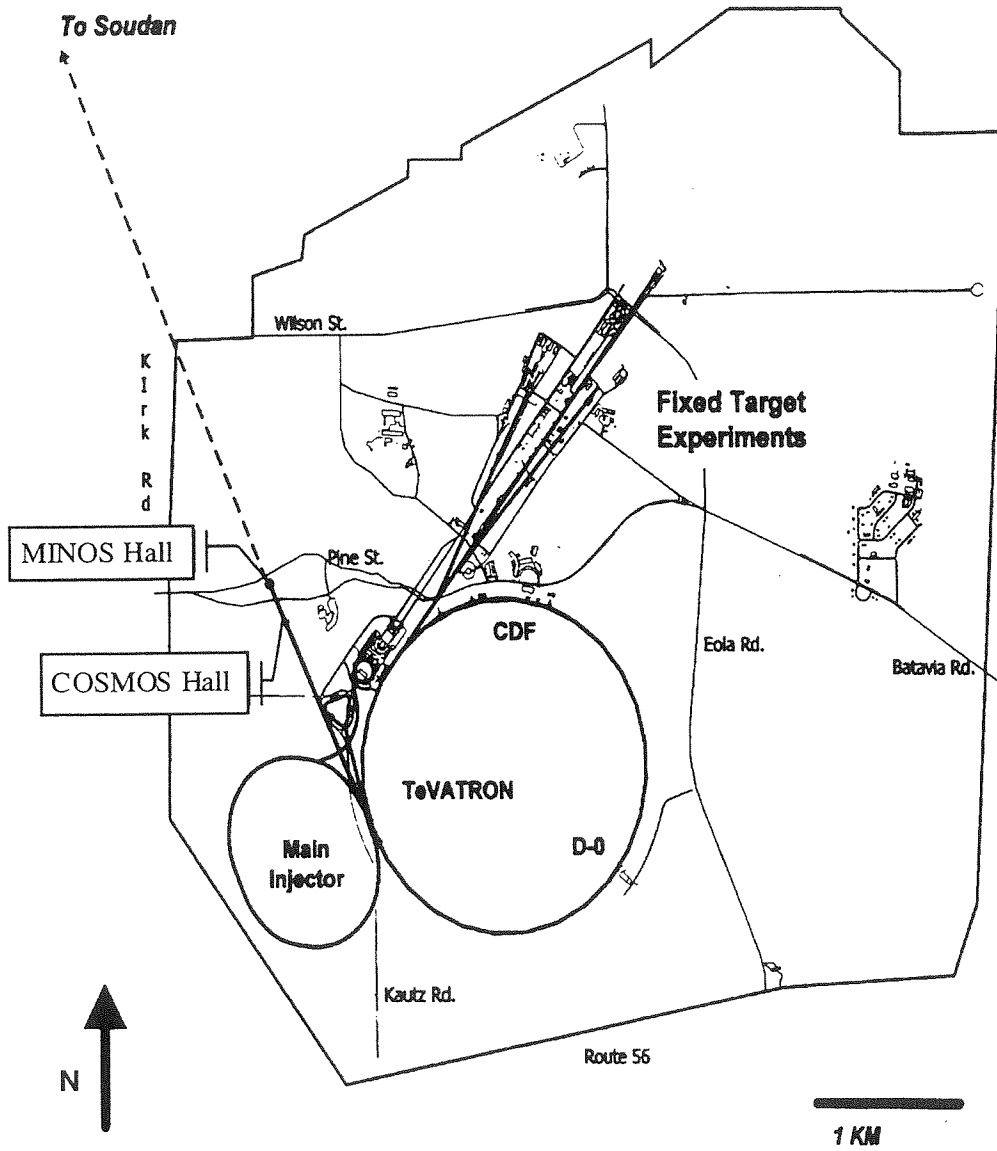 To Soudan
Wilson St.
KIrk Rd
Fixed Target
Experiments
MINOS Hall
Pine St.
CDF
Eola Rd.
Batavia Rd.
COSMOS Hall
TeVATRON
D-0
Main
Injector
Kautz Rd.
N
Route 56
1 KM